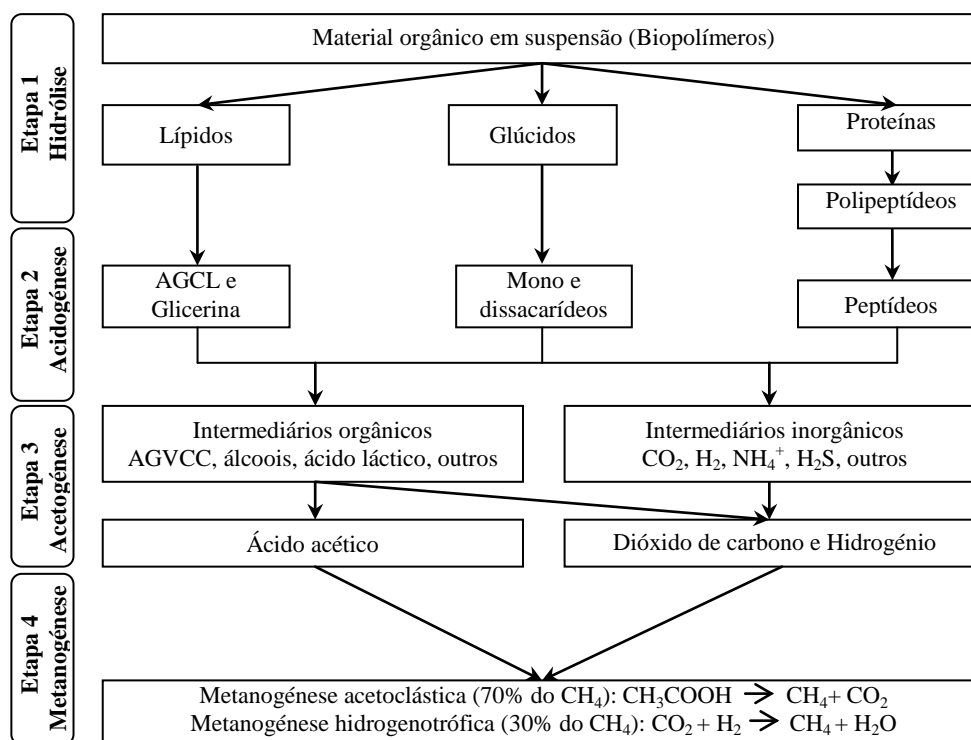 Etapa 1
Hidrólise
Material orgânico em suspensão (Biopolímeros)
Lípidos
Glúcidos
Proteínas
Polipeptídeos
Etapa 2
Acidogénese
AGCL e
Glicerina
Mono e
dissacarídeos
Peptídeos
Etapa 3
Acetogénese
Intermediários orgânicos
AGVCC, álcoois, ácido láctico, outros
Intermediários inorgânicos
CO₂, H₂, NH₄⁺, H₂S, outros
Ácido acético
Dióxido de carbono e Hidrogénio
Etapa 4
Metanogénese
Metanogénese acetoclástica (70% do CH₄): CH₃COOH → CH₄+ CO₂
Metanogénese hidrogenotrófica (30% do CH₄): CO₂ + H₂ → CH₄ + H₂O